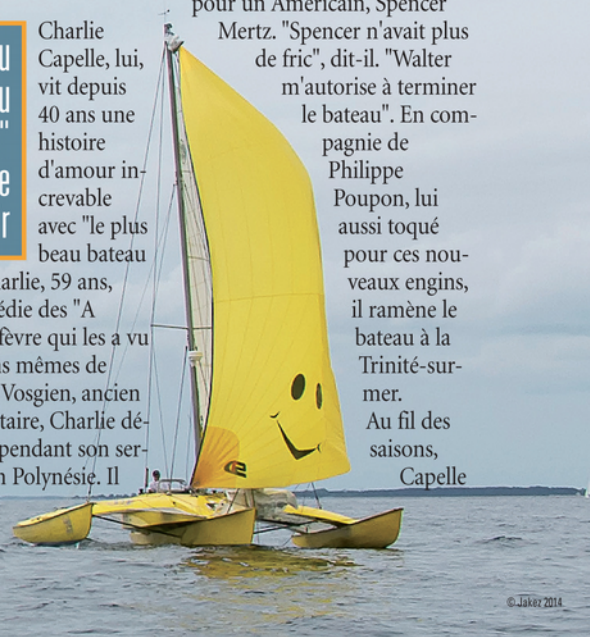 u
u
"
e
r
Charlie
Capelle, lui,
vit depuis
40 ans une
histoire
d'amour in-
crevable
avec "le plus
beau bateau
arlie, 59 ans,
édie des "A
fèvre qui les a vu
s mêmes de
Vosgien, ancien
taire, Charlie dé-
pendant son ser-
n Polynésie. Il
pour un Américain, Spencer
Mertz. "Spencer n'avait plus
de fric", dit-il. "Walter
m'autorise à terminer
le bateau". En com-
pagnie de
Philippe
Poupon, lui
aussi toqué
pour ces nou-
veaux engins,
il ramène le
bateau à la
Trinité-sur-
mer.
Au fil des
saisons,
Capelle
© Jakez 2014